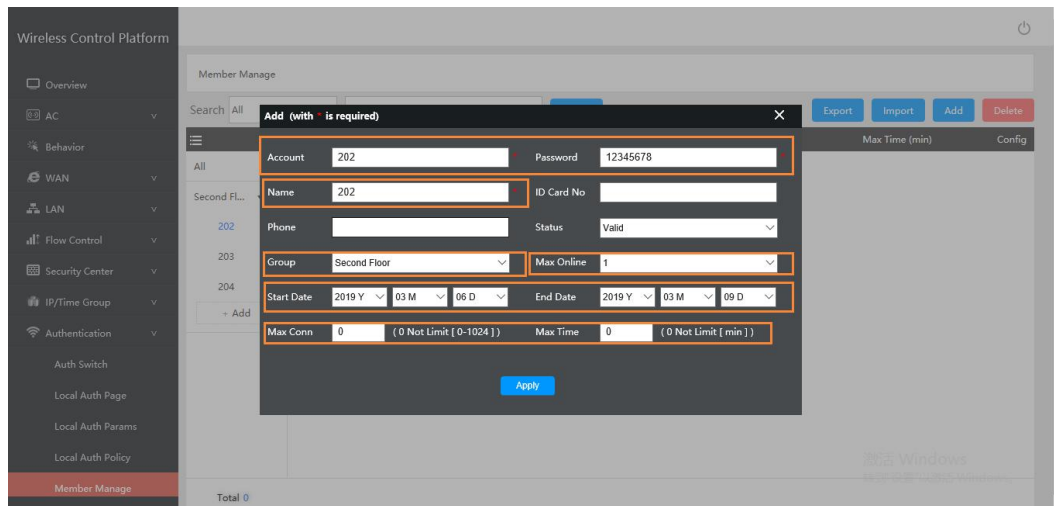 Wireless Control Platform
Overview
AC
Behavior
WAN
LAN
Flow Control
Security Center
IP/Time Group
Authentication
Auth Switch
Local Auth Page
Local Auth Params
Local Auth Policy
Member Manage
Member Manage
Search All
Export Import Add Delete
Max Time (min) Config
All
Second Fl...
202
203
204
+ Add
Total 0
Add (with * is required)
Account 202 * Password 12345678 *
Name 202 * ID Card No
Phone Status Valid
Group Second Floor Max Online 1
Start Date 2019 Y 03 M 06 D End Date 2019 Y 03 M 09 D
Max Conn 0 ( 0 Not Limit [ 0-1024 ] ) Max Time 0 ( 0 Not Limit [ min ] )
Apply
激活 Windows